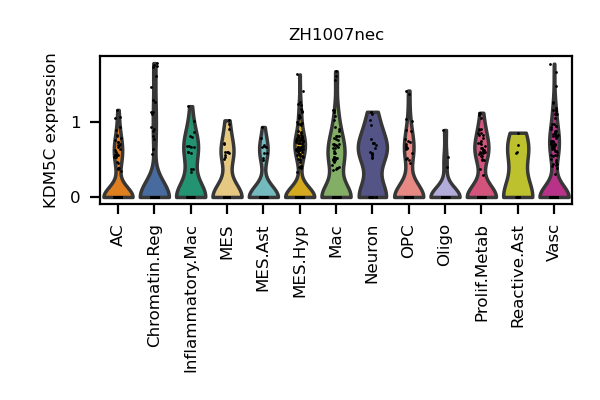 ZH1007nec
KDM5C expression
1
0
AC
Chromatin.Reg
Inflammatory.Mac
MES
MES.Ast
MES.Hyp
Mac
Neuron
OPC
Oligo
Prolif.Metab
Reactive.Ast
Vasc